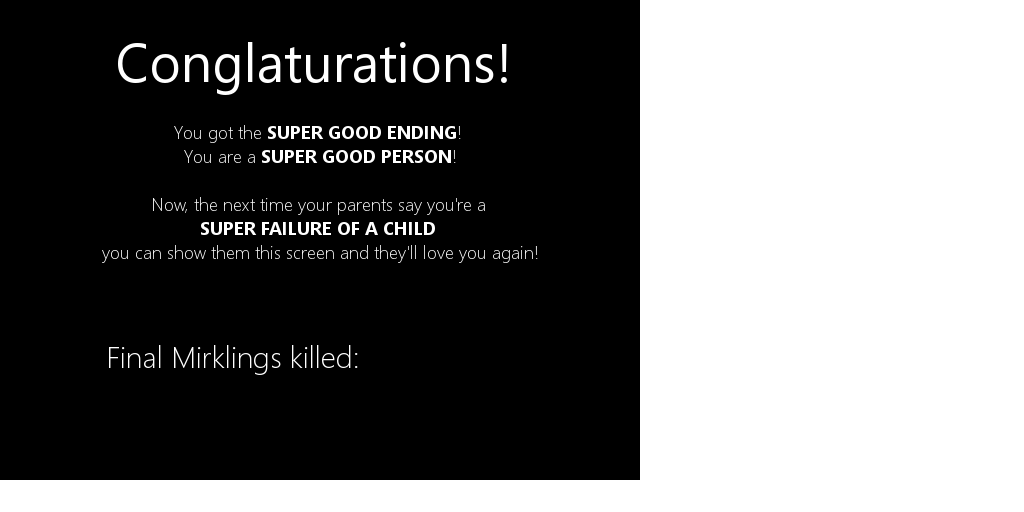 Conglaturations!
You got the SUPER GOOD ENDING!
You are a SUPER GOOD PERSON!
Now, the next time your parents say you're a
SUPER FAILURE OF A CHILD
you can show them this screen and they'll love you again!
Final Mirklings killed: